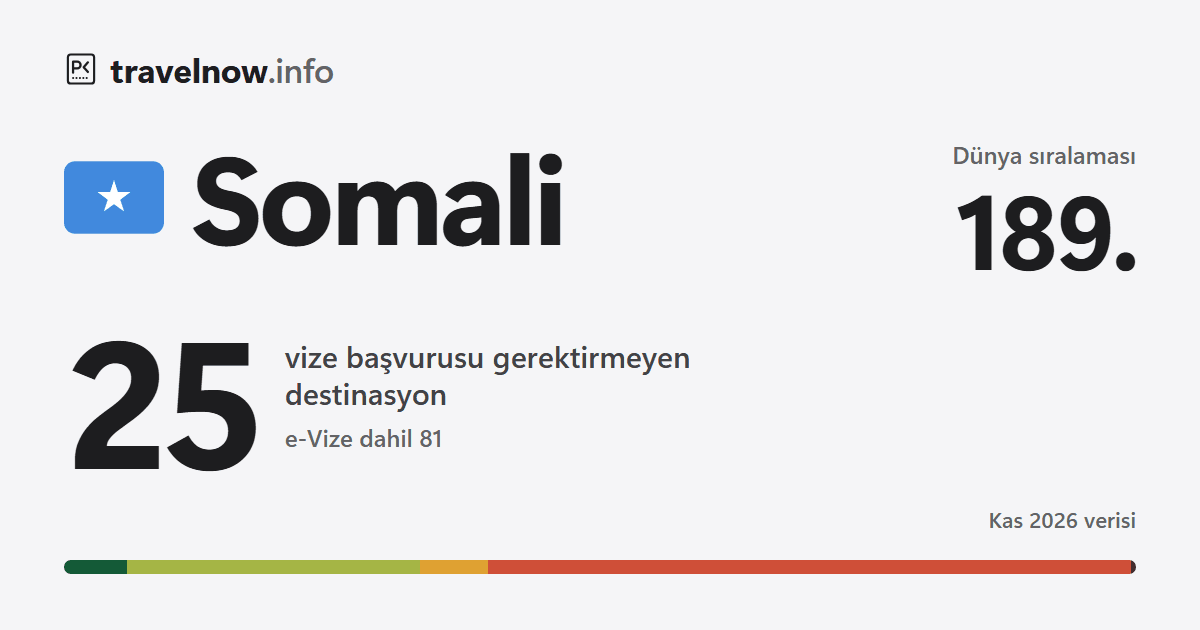 travelnow.info
Somali
Dünya sıralaması
189.
25
vize başvurusu gerektirmeyen
destinasyon
e-Vize dahil 81
Kas 2026 verisi